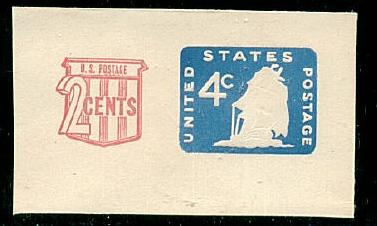 U.S. POSTAGE
2 CENTS
UNITED STATES POSTAGE
4c